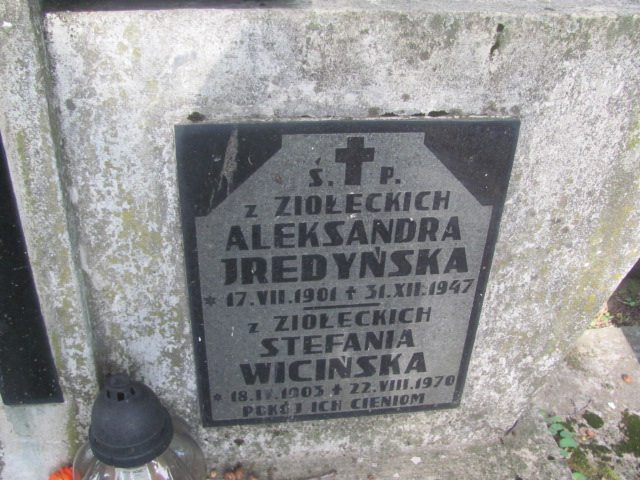 Ś. P.
z ZIOŁECKICH
ALEKSANDRA
IREDYŃSKA
* 17.VII.1901 + 31.XII.1947
z ZIOŁECKICH
STEFANIA
WICIŃSKA
* 18.IV.1903 + 22.VIII.1970
POKÓJ ICH CIENIOM